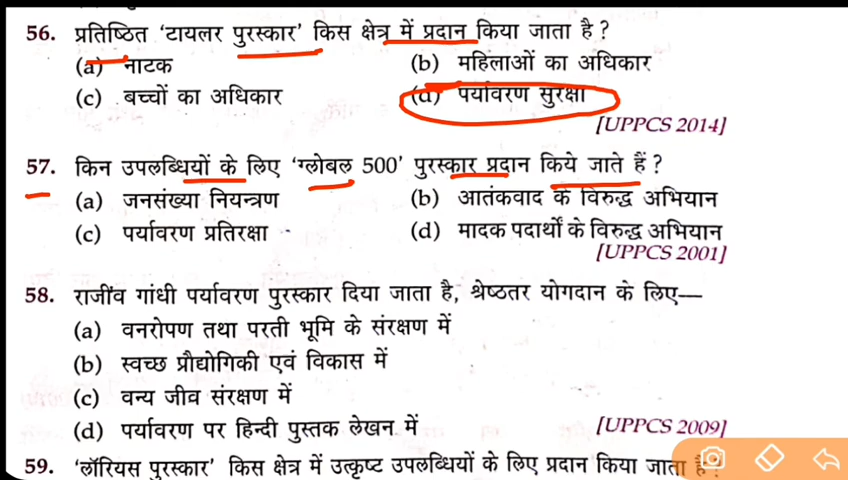 56. प्रतिष्ठित 'टायलर पुरस्कार' किस क्षेत्र में प्रदान किया जाता है?
(a) नाटक (b) महिलाओं का अधिकार
(c) बच्चों का अधिकार (d) पर्यावरण सुरक्षा
[UPPCS 2014]
57. किन उपलब्धियों के लिए 'ग्लोबल 500' पुरस्कार प्रदान किये जाते हैं?
(a) जनसंख्या नियन्त्रण (b) आतंकवाद के विरुद्ध अभियान
(c) पर्यावरण प्रतिरक्षा (d) मादक पदार्थों के विरुद्ध अभियान
[UPPCS 2001]
58. राजीव गांधी पर्यावरण पुरस्कार दिया जाता है, श्रेष्ठतर योगदान के लिए—
(a) वनरोपण तथा परती भूमि के संरक्षण में
(b) स्वच्छ प्रौद्योगिकी एवं विकास में
(c) वन्य जीव संरक्षण में
(d) पर्यावरण पर हिन्दी पुस्तक लेखन में [UPPCS 2009]
59. 'लॉरियस पुरस्कार' किस क्षेत्र में उत्कृष्ट उपलब्धियों के लिए प्रदान किया जाता है?